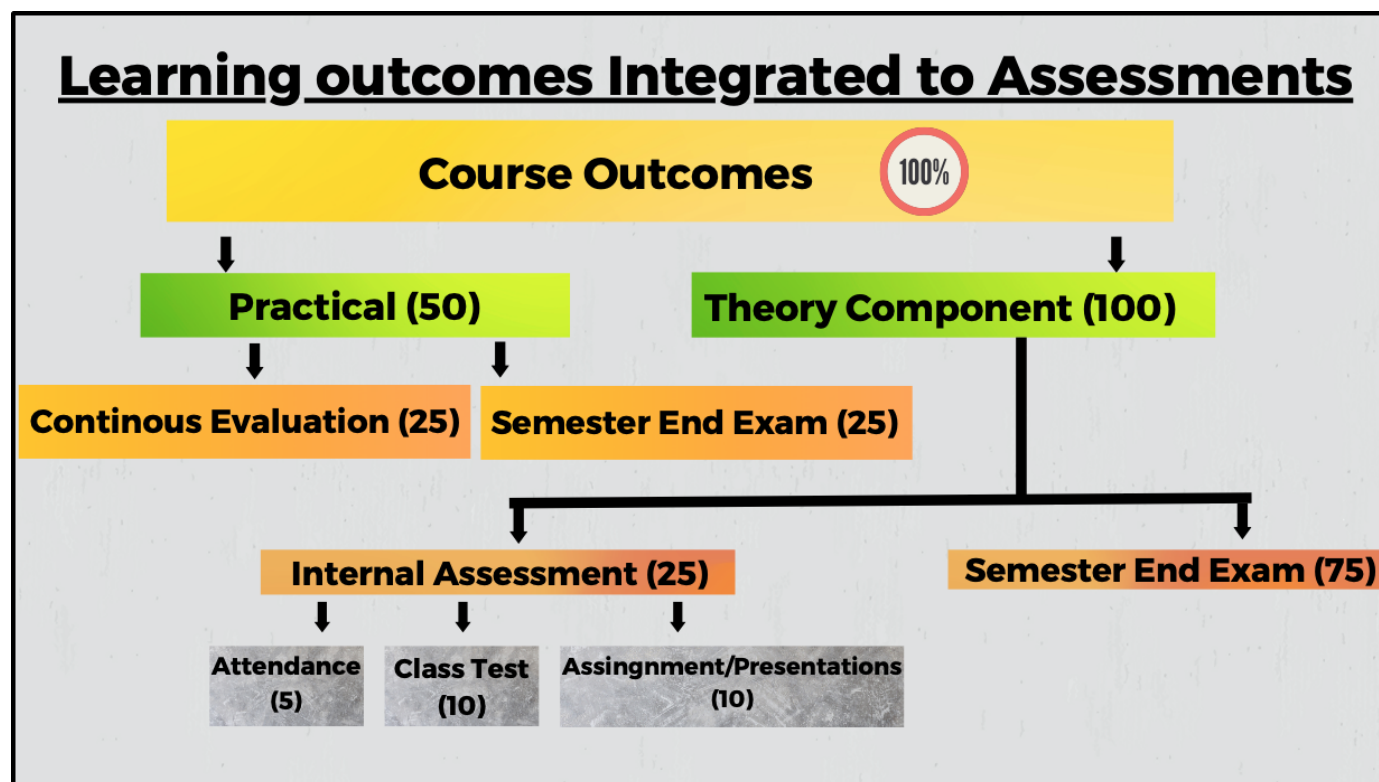 Learning outcomes Integrated to Assessments
Course Outcomes 100%
Practical (50)
Theory Component (100)
Continous Evaluation (25)
Semester End Exam (25)
Internal Assessment (25)
Semester End Exam (75)
Attendance
(5)
Class Test
(10)
Assingnment/Presentations
(10)